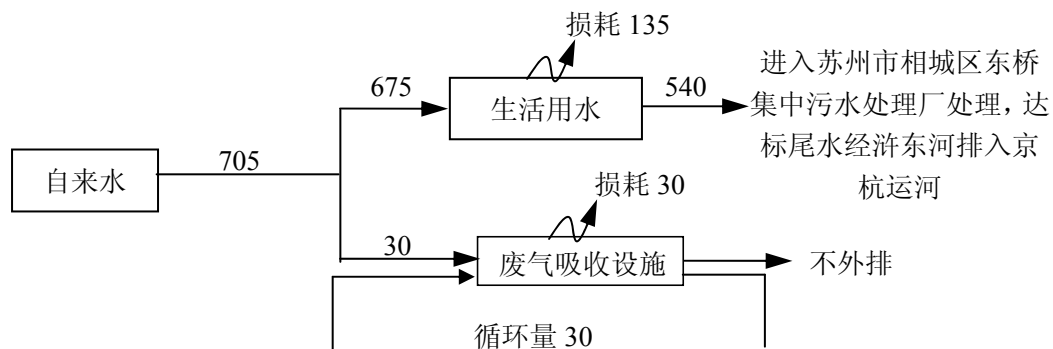 损耗 135
进入苏州市相城区东桥
集中污水处理厂处理，达
标尾水经浒东河排入京
杭运河
675
生活用水
540
自来水
705
损耗 30
30
废气吸收设施
不外排
循环量 30